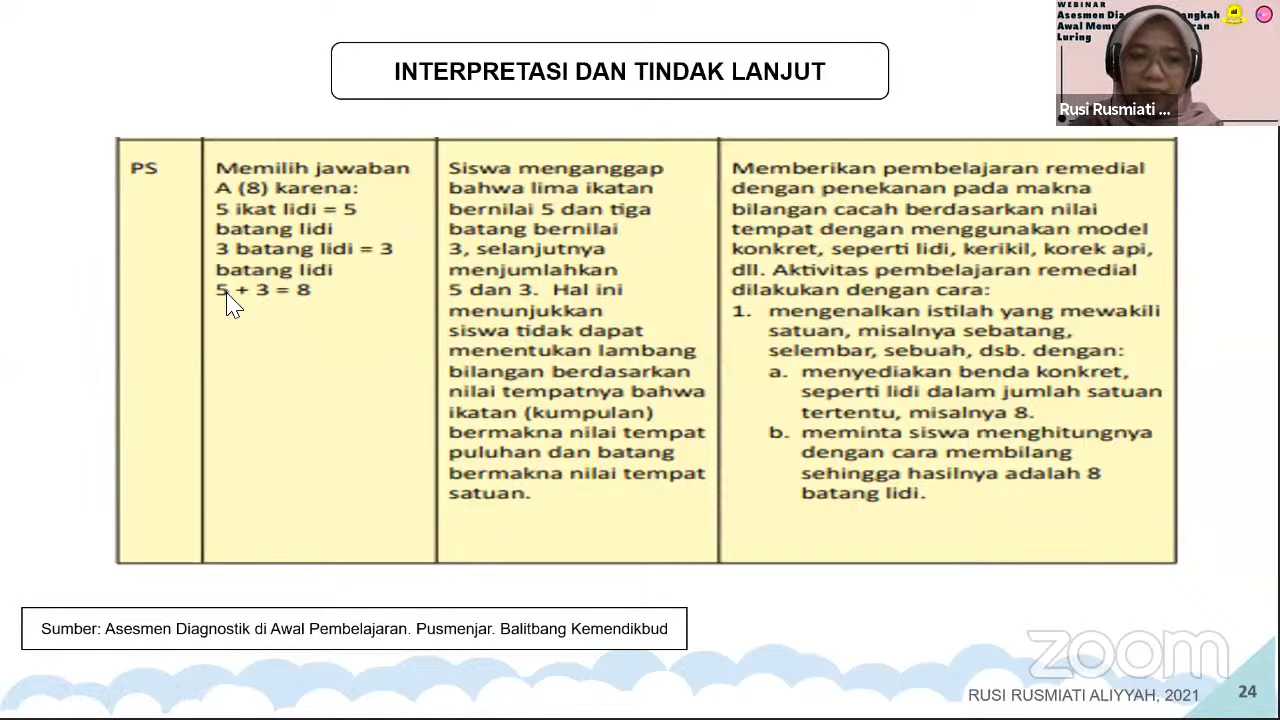 INTERPRETASI DAN TINDAK LANJUT
WEBINAR
Asesmen
Awal
Luring
Rusi Rusmiati ...
PS
Memilih jawaban
A (8) karena:
5 ikat lidi = 5
batang lidi
3 batang lidi = 3
batang lidi
5 + 3 = 8
Siswa menganggap
bahwa lima ikatan
bernilai 5 dan tiga
batang bernilai
3, selanjutnya
menjumlahkan
5 dan 3. Hal ini
menunjukkan
siswa tidak dapat
menentukan lambang
bilangan berdasarkan
nilai tempatnya bahwa
ikatan (kumpulan)
bermakna nilai tempat
puluhan dan batang
bermakna nilai tempat
satuan.
Memberikan pembelajaran remedial
dengan penekanan pada makna
bilangan cacah berdasarkan nilai
tempat dengan menggunakan model
konkret, seperti lidi, kerikil, korek api,
dll. Aktivitas pembelajaran remedial
dilakukan dengan cara:
1. mengenalkan istilah yang mewakili
satuan, misalnya sebatang,
selembar, sebuah, dsb. dengan:
a. menyediakan benda konkret,
seperti lidi dalam jumlah satuan
tertentu, misalnya 8.
b. meminta siswa menghitungnya
dengan cara membilang
sehingga hasilnya adalah 8
batang lidi.
Sumber: Asesmen Diagnostik di Awal Pembelajaran. Pusmenjar. Balitbang Kemendikbud
zoom
RUSI RUSMIATI ALIYYAH, 2021
24